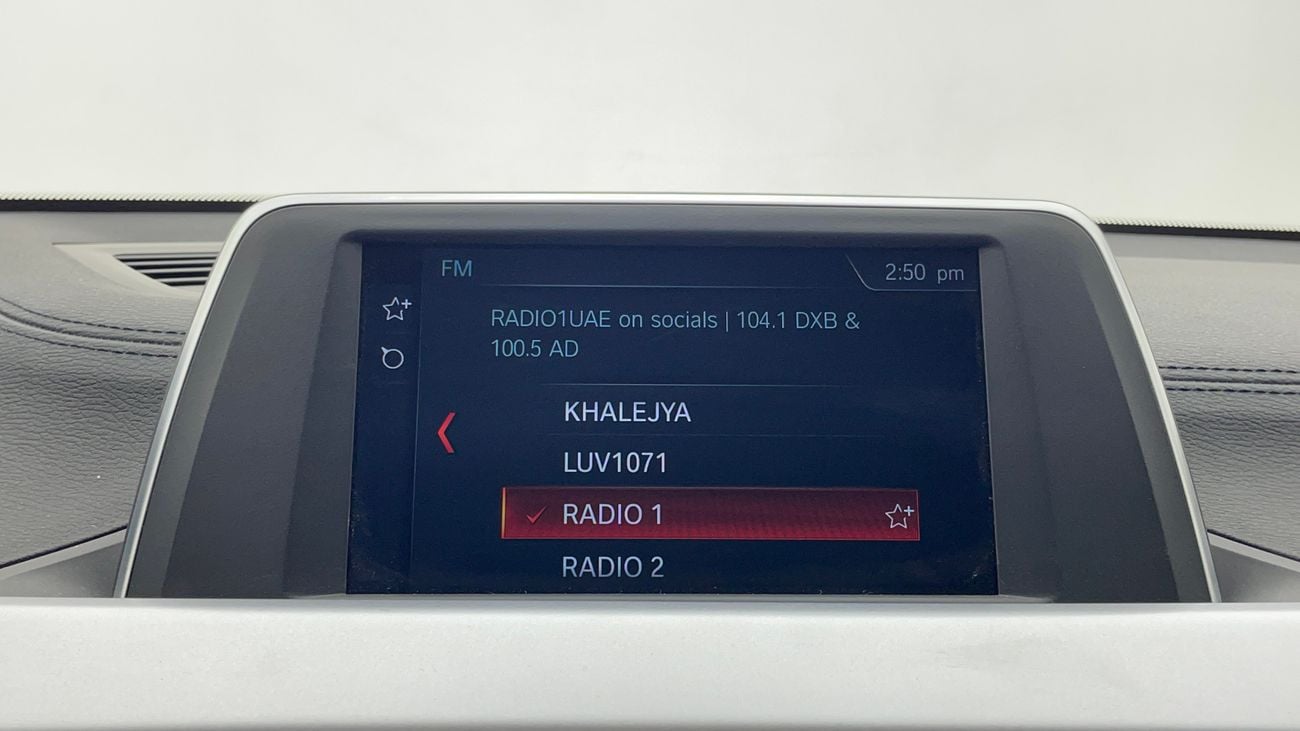 FM
2:50 pm
RADIO1UAE on socials | 104.1 DXB &
100.5 AD
KHALEJYA
LUV1071
RADIO 1
RADIO 2